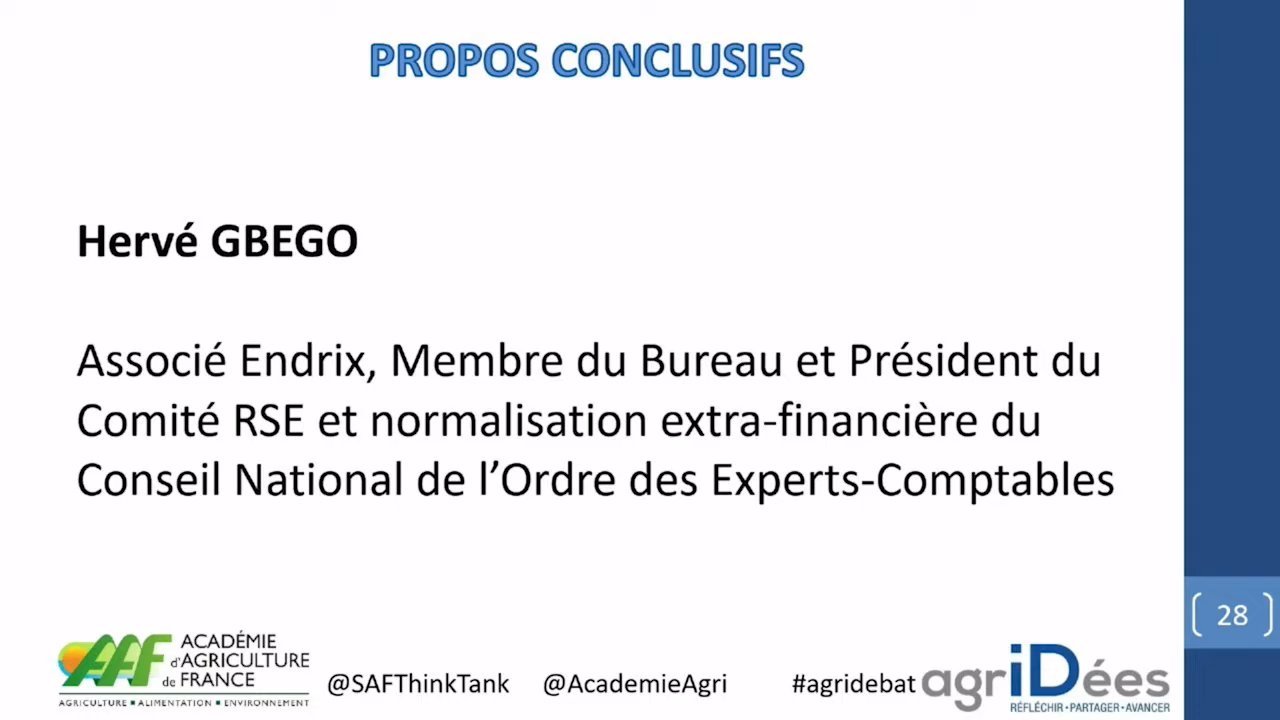 PROPOS CONCLUSIFS
Hervé GBEGO
Associé Endrix, Membre du Bureau et Président du
Comité RSE et normalisation extra-financière du
Conseil National de l’Ordre des Experts-Comptables
28
AAF ACADÉMIE
d'AGRICULTURE
de FRANCE
AGRICULTURE ■ ALIMENTATION ■ ENVIRONNEMENT
@SAFThinkTank @AcademieAgri #agridebat
agriDées
RÉFLÉCHIR • PARTAGER • AVANCER